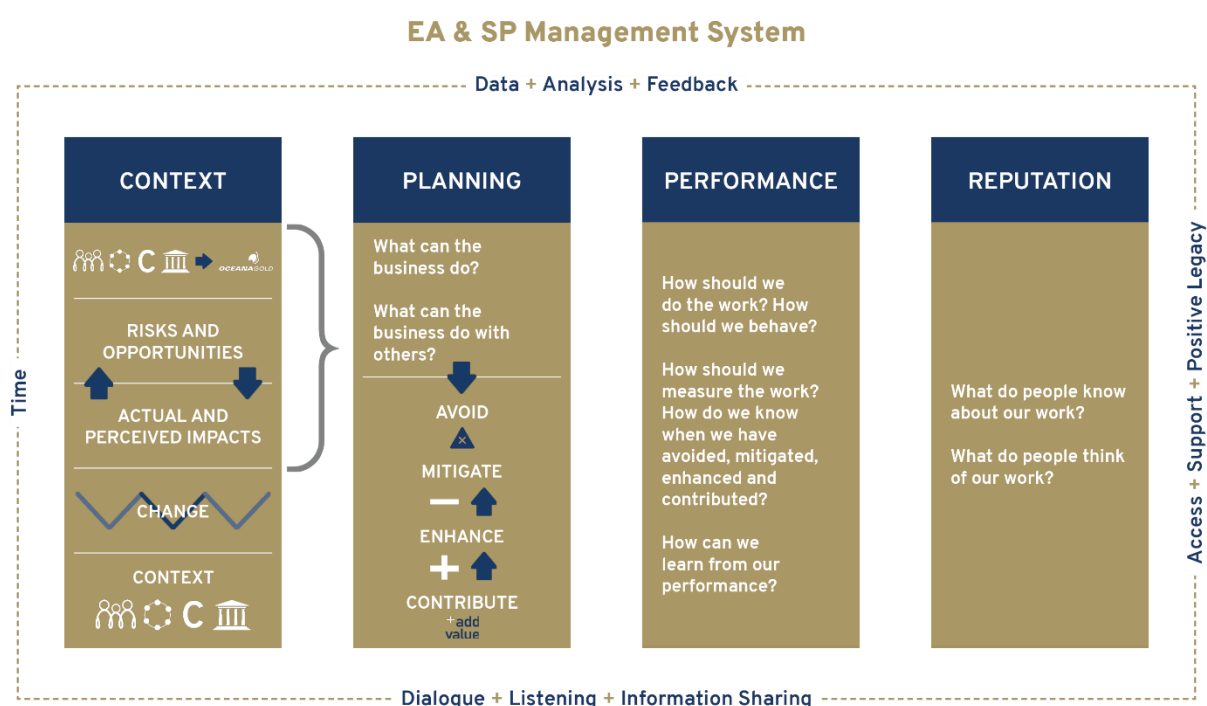 EA & SP Management System
Data + Analysis + Feedback
Time
CONTEXT
C
OCEANAGOLD
RISKS AND
OPPORTUNITIES
ACTUAL AND
PERCEIVED IMPACTS
CHANGE
CONTEXT
C
PLANNING
What can the
business do?
What can the
business do with
others?
AVOID
MITIGATE
ENHANCE
CONTRIBUTE
+add
value
PERFORMANCE
How should we
do the work? How
should we behave?
How should we
measure the work?
How do we know
when we have
avoided, mitigated,
enhanced and
contributed?
How can we
learn from our
performance?
REPUTATION
What do people know
about our work?
What do people think
of our work?
Access + Support + Positive Legacy
Dialogue + Listening + Information Sharing